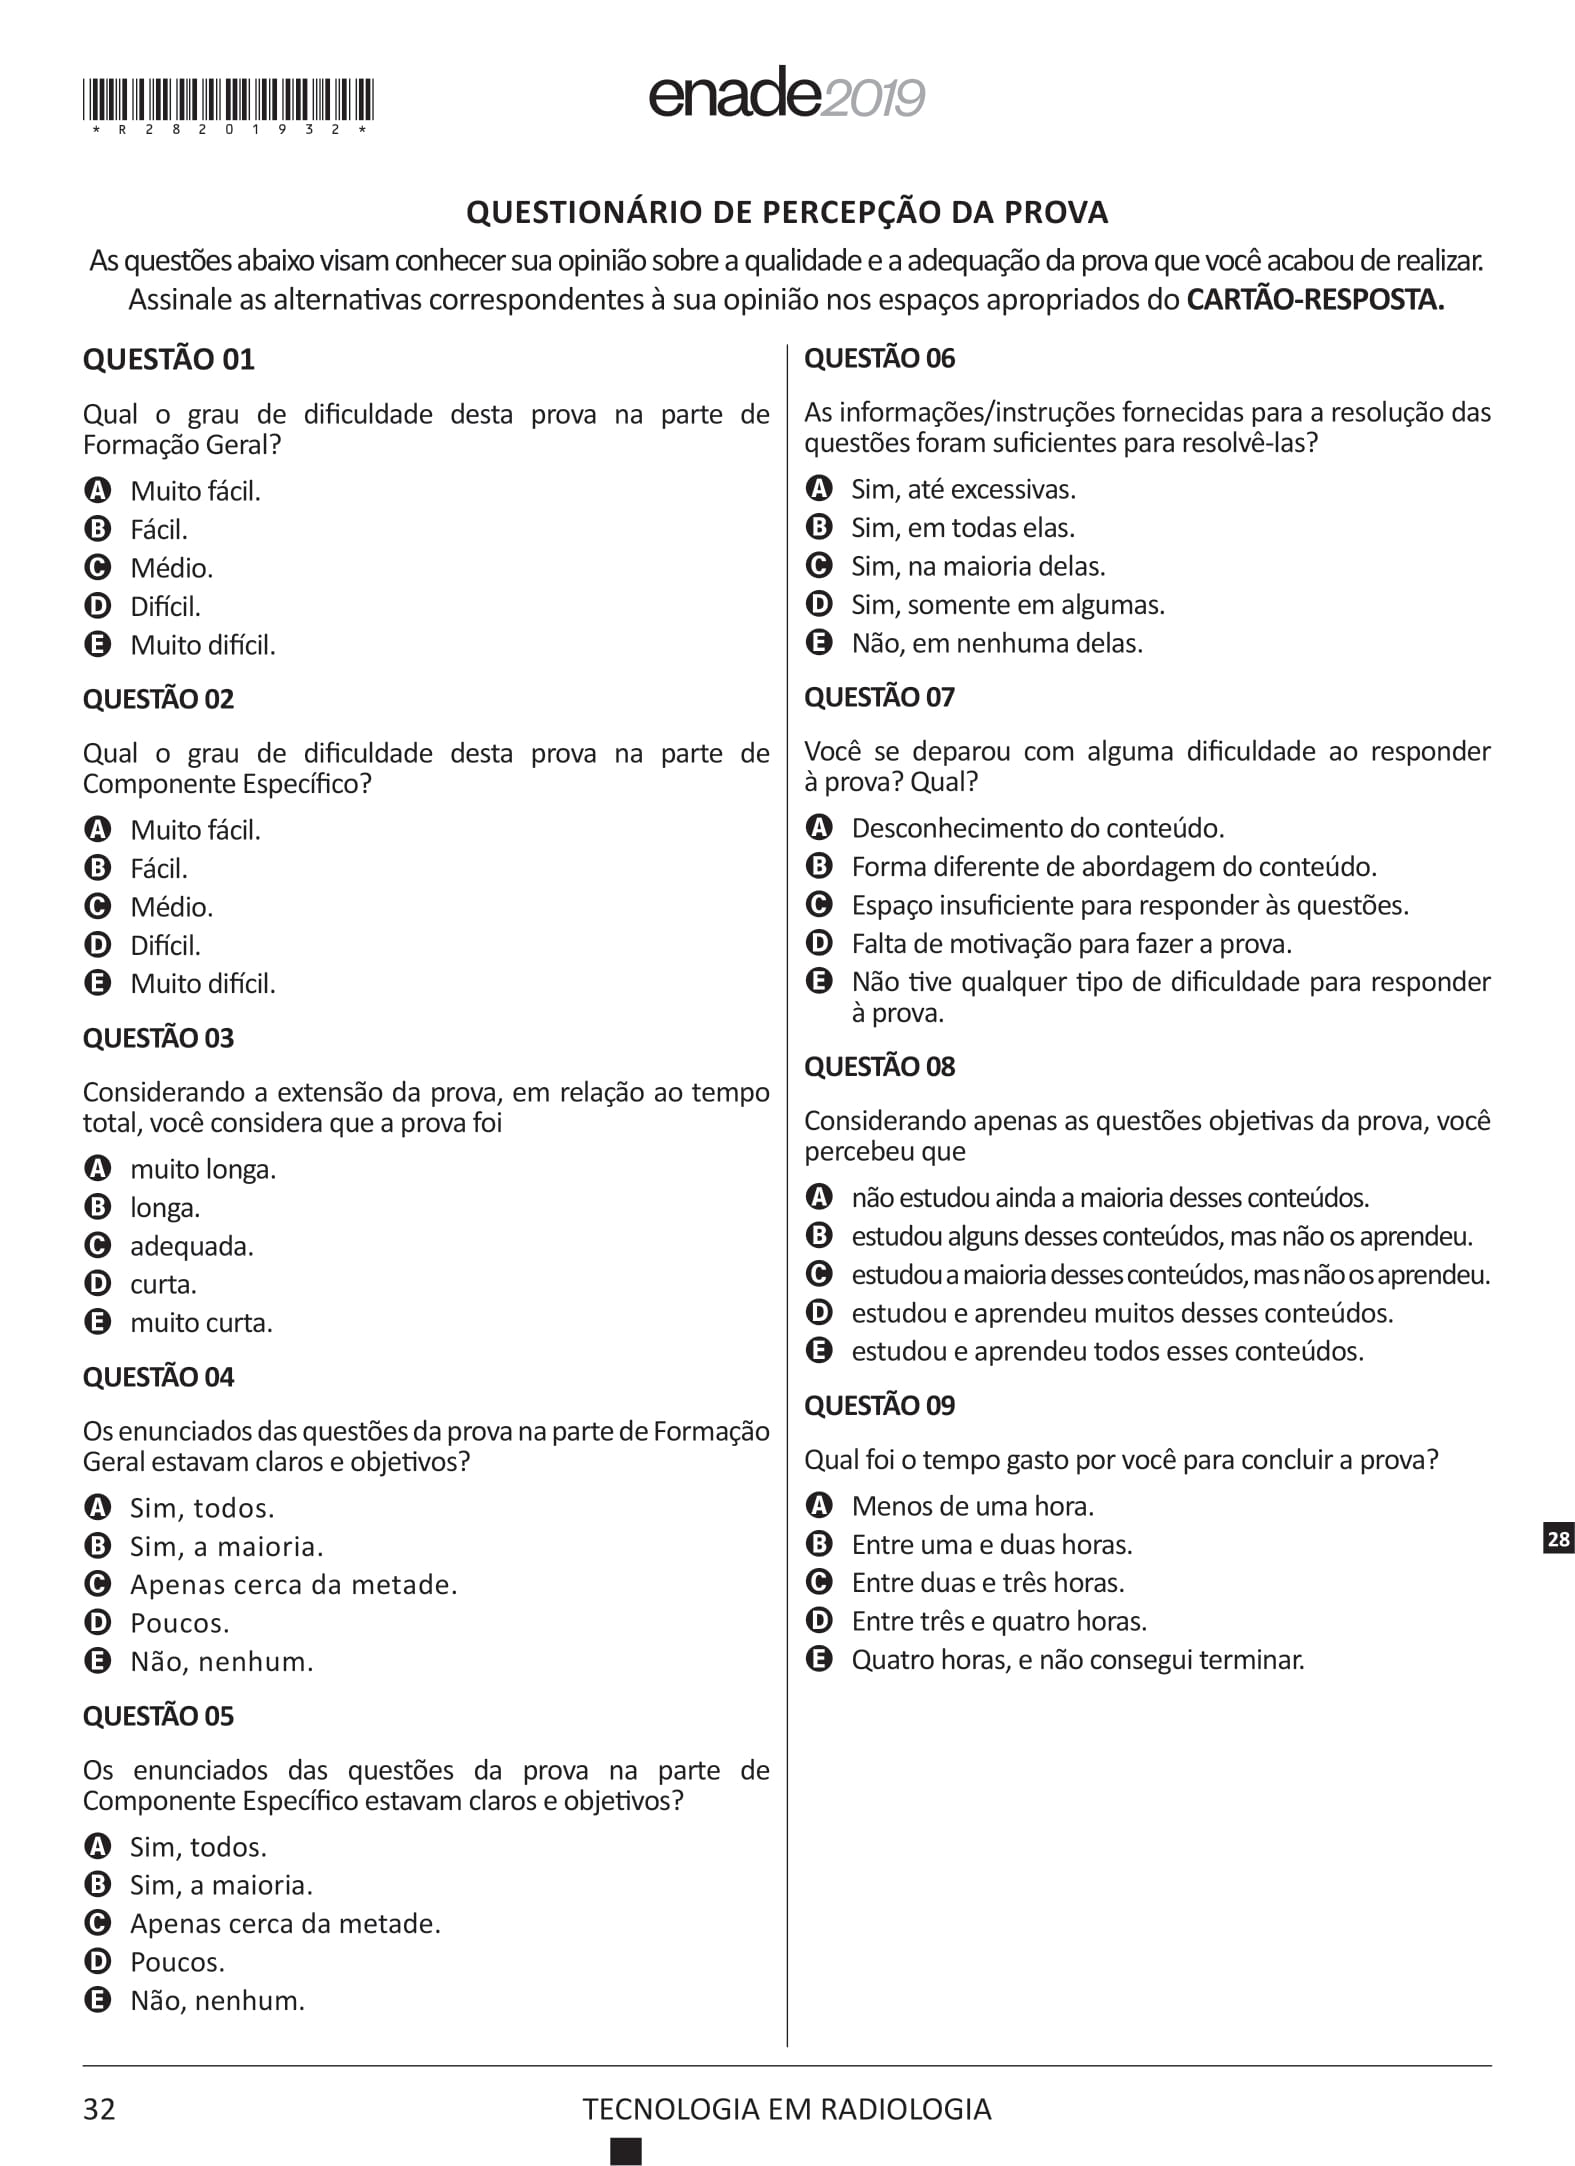 *R28201932*
enade2019
QUESTIONÁRIO DE PERCEPÇÃO DA PROVA
As questões abaixo visam conhecer sua opinião sobre a qualidade e a adequação da prova que você acabou de realizar.
Assinale as alternativas correspondentes à sua opinião nos espaços apropriados do CARTÃO-RESPOSTA.
QUESTÃO 01
Qual o grau de dificuldade desta prova na parte de
Formação Geral?
A Muito fácil.
B Fácil.
C Médio.
D Difícil.
E Muito difícil.
QUESTÃO 02
Qual o grau de dificuldade desta prova na parte de
Componente Específico?
A Muito fácil.
B Fácil.
C Médio.
D Difícil.
E Muito difícil.
QUESTÃO 03
Considerando a extensão da prova, em relação ao tempo
total, você considera que a prova foi
A muito longa.
B longa.
C adequada.
D curta.
E muito curta.
QUESTÃO 04
Os enunciados das questões da prova na parte de Formação
Geral estavam claros e objetivos?
A Sim, todos.
B Sim, a maioria.
C Apenas cerca da metade.
D Poucos.
E Não, nenhum.
QUESTÃO 05
Os enunciados das questões da prova na parte de
Componente Específico estavam claros e objetivos?
A Sim, todos.
B Sim, a maioria.
C Apenas cerca da metade.
D Poucos.
E Não, nenhum.
QUESTÃO 06
As informações/instruções fornecidas para a resolução das
questões foram suficientes para resolvê-las?
A Sim, até excessivas.
B Sim, em todas elas.
C Sim, na maioria delas.
D Sim, somente em algumas.
E Não, em nenhuma delas.
QUESTÃO 07
Você se deparou com alguma dificuldade ao responder
à prova? Qual?
A Desconhecimento do conteúdo.
B Forma diferente de abordagem do conteúdo.
C Espaço insuficiente para responder às questões.
D Falta de motivação para fazer a prova.
E Não tive qualquer tipo de dificuldade para responder
à prova.
QUESTÃO 08
Considerando apenas as questões objetivas da prova, você
percebeu que
A não estudou ainda a maioria desses conteúdos.
B estudou alguns desses conteúdos, mas não os aprendeu.
C estudou a maioria desses conteúdos, mas não os aprendeu.
D estudou e aprendeu muitos desses conteúdos.
E estudou e aprendeu todos esses conteúdos.
QUESTÃO 09
Qual foi o tempo gasto por você para concluir a prova?
A Menos de uma hora.
B Entre uma e duas horas.
C Entre duas e três horas.
D Entre três e quatro horas.
E Quatro horas, e não consegui terminar.
28
32
TECNOLOGIA EM RADIOLOGIA